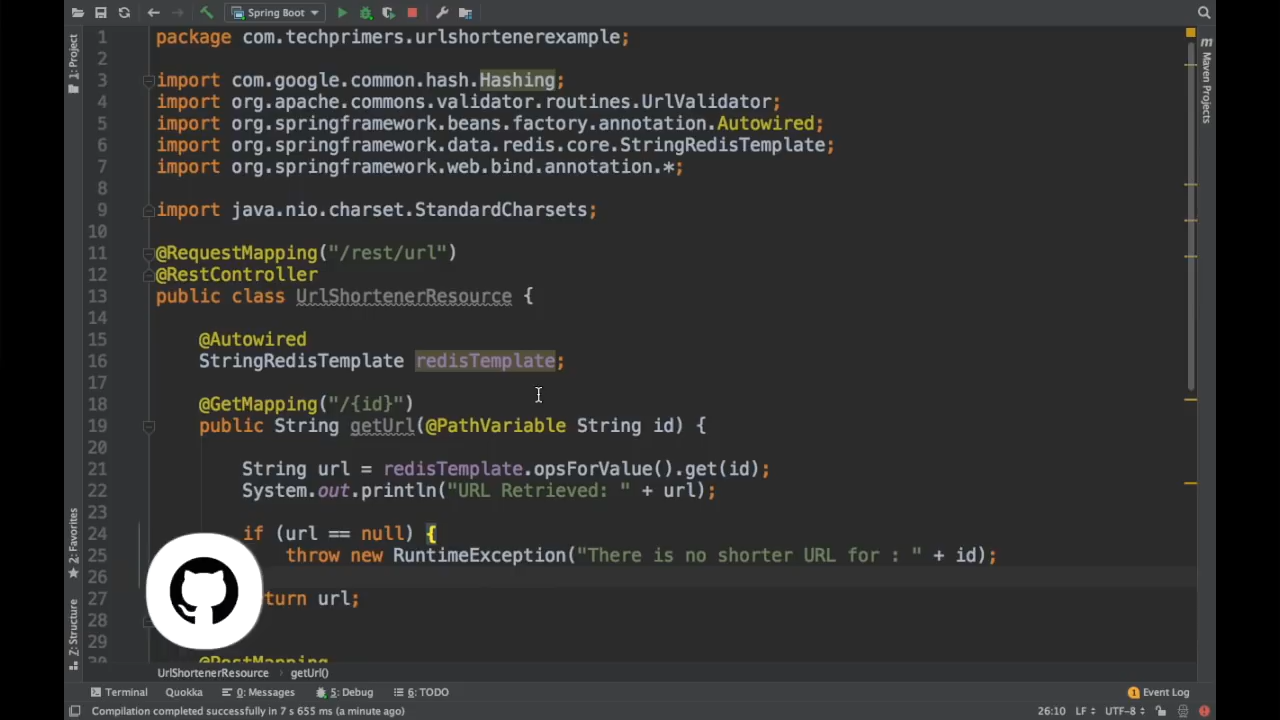 Spring Boot
1 package com.techprimers.urlshortenerexample;
2
3 import com.google.common.hash.Hashing;
4 import org.apache.commons.validator.routines.UrlValidator;
5 import org.springframework.beans.factory.annotation.Autowired;
6 import org.springframework.data.redis.core.StringRedisTemplate;
7 import org.springframework.web.bind.annotation.*;
8
9 import java.nio.charset.StandardCharsets;
10
11 @RequestMapping("/rest/url")
12 @RestController
13 public class UrlShortenerResource {
14
15 @Autowired
16 StringRedisTemplate redisTemplate;
17
18 @GetMapping("/{id}")
19 public String getUrl(@PathVariable String id) {
20
21 String url = redisTemplate.opsForValue().get(id);
22 System.out.println("URL Retrieved: " + url);
23
24 if (url == null) {
25 throw new RuntimeException("There is no shorter URL for : " + id);
26
27 turn url;
28
29
30 @PostMapping
1: Project
2: Favorites
Z: Structure
m Maven Projects
UrlShortenerResource › getUrl()
Terminal Quokka 0: Messages 5: Debug 6: TODO 1 Event Log
Compilation completed successfully in 7 s 655 ms (a minute ago) 26:10 LF UTF-8